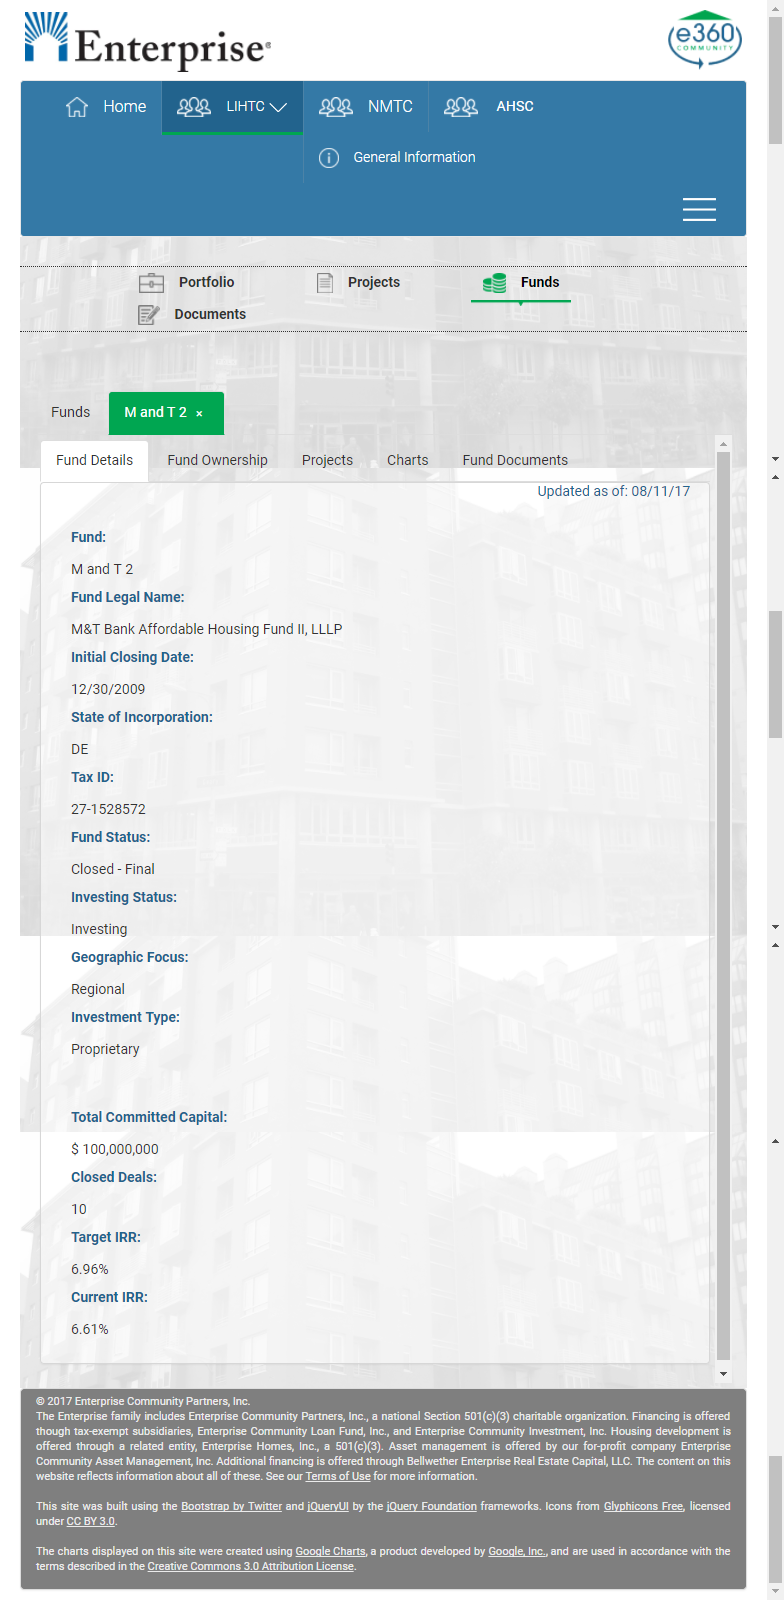 Enterprise®
e360
COMMUNITY
Home
LIHTC
NMTC
AHSC
General Information
Portfolio
Projects
Funds
Documents
Funds
M and T 2 ×
Fund Details
Fund Ownership
Projects
Charts
Fund Documents
Updated as of: 08/11/17
Fund:
M and T 2
Fund Legal Name:
M&T Bank Affordable Housing Fund II, LLLP
Initial Closing Date:
12/30/2009
State of Incorporation:
DE
Tax ID:
27-1528572
Fund Status:
Closed - Final
Investing Status:
Investing
Geographic Focus:
Regional
Investment Type:
Proprietary
Total Committed Capital:
$ 100,000,000
Closed Deals:
10
Target IRR:
6.96%
Current IRR:
6.61%
© 2017 Enterprise Community Partners, Inc.
The Enterprise family includes Enterprise Community Partners, Inc., a national Section 501(c)(3) charitable organization. Financing is offered
though tax-exempt subsidiaries, Enterprise Community Loan Fund, Inc., and Enterprise Community Investment, Inc. Housing development is
offered through a related entity, Enterprise Homes, Inc., a 501(c)(3). Asset management is offered by our for-profit company Enterprise
Community Asset Management, Inc. Additional financing is offered through Bellwether Enterprise Real Estate Capital, LLC. The content on this
website reflects information about all of these. See our Terms of Use for more information.
This site was built using the Bootstrap by Twitter and jQueryUI by the jQuery Foundation frameworks. Icons from Glyphicons Free, licensed
under CC BY 3.0.
The charts displayed on this site were created using Google Charts, a product developed by Google, Inc., and are used in accordance with the
terms described in the Creative Commons 3.0 Attribution License.